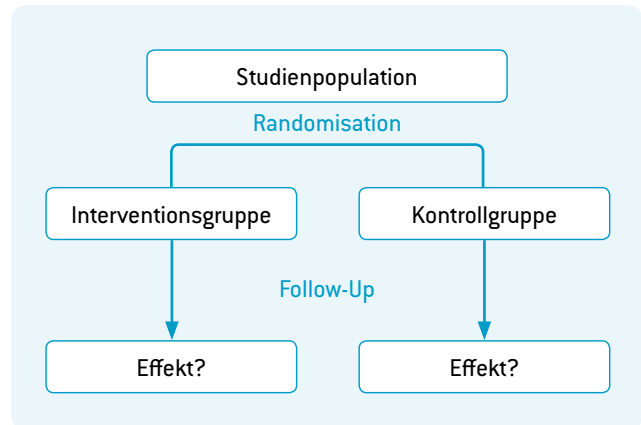 Studienpopulation
Randomisation
Interventionsgruppe
Kontrollgruppe
Follow-Up
Effekt?
Effekt?